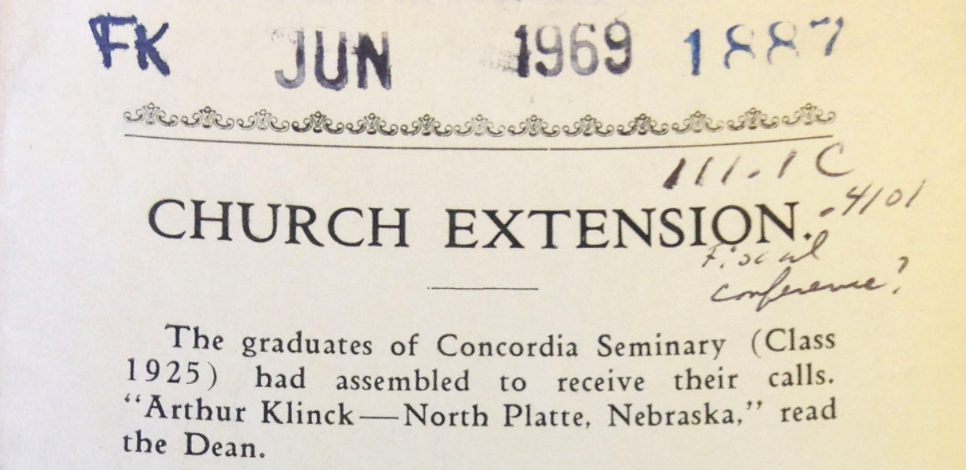 FK JUN 1969 1887
111.1C
CHURCH EXTENSION.
.4101
Fiscal
conference?
The graduates of Concordia Seminary (Class
1925) had assembled to receive their calls.
"Arthur Klinck—North Platte, Nebraska," read
the Dean.